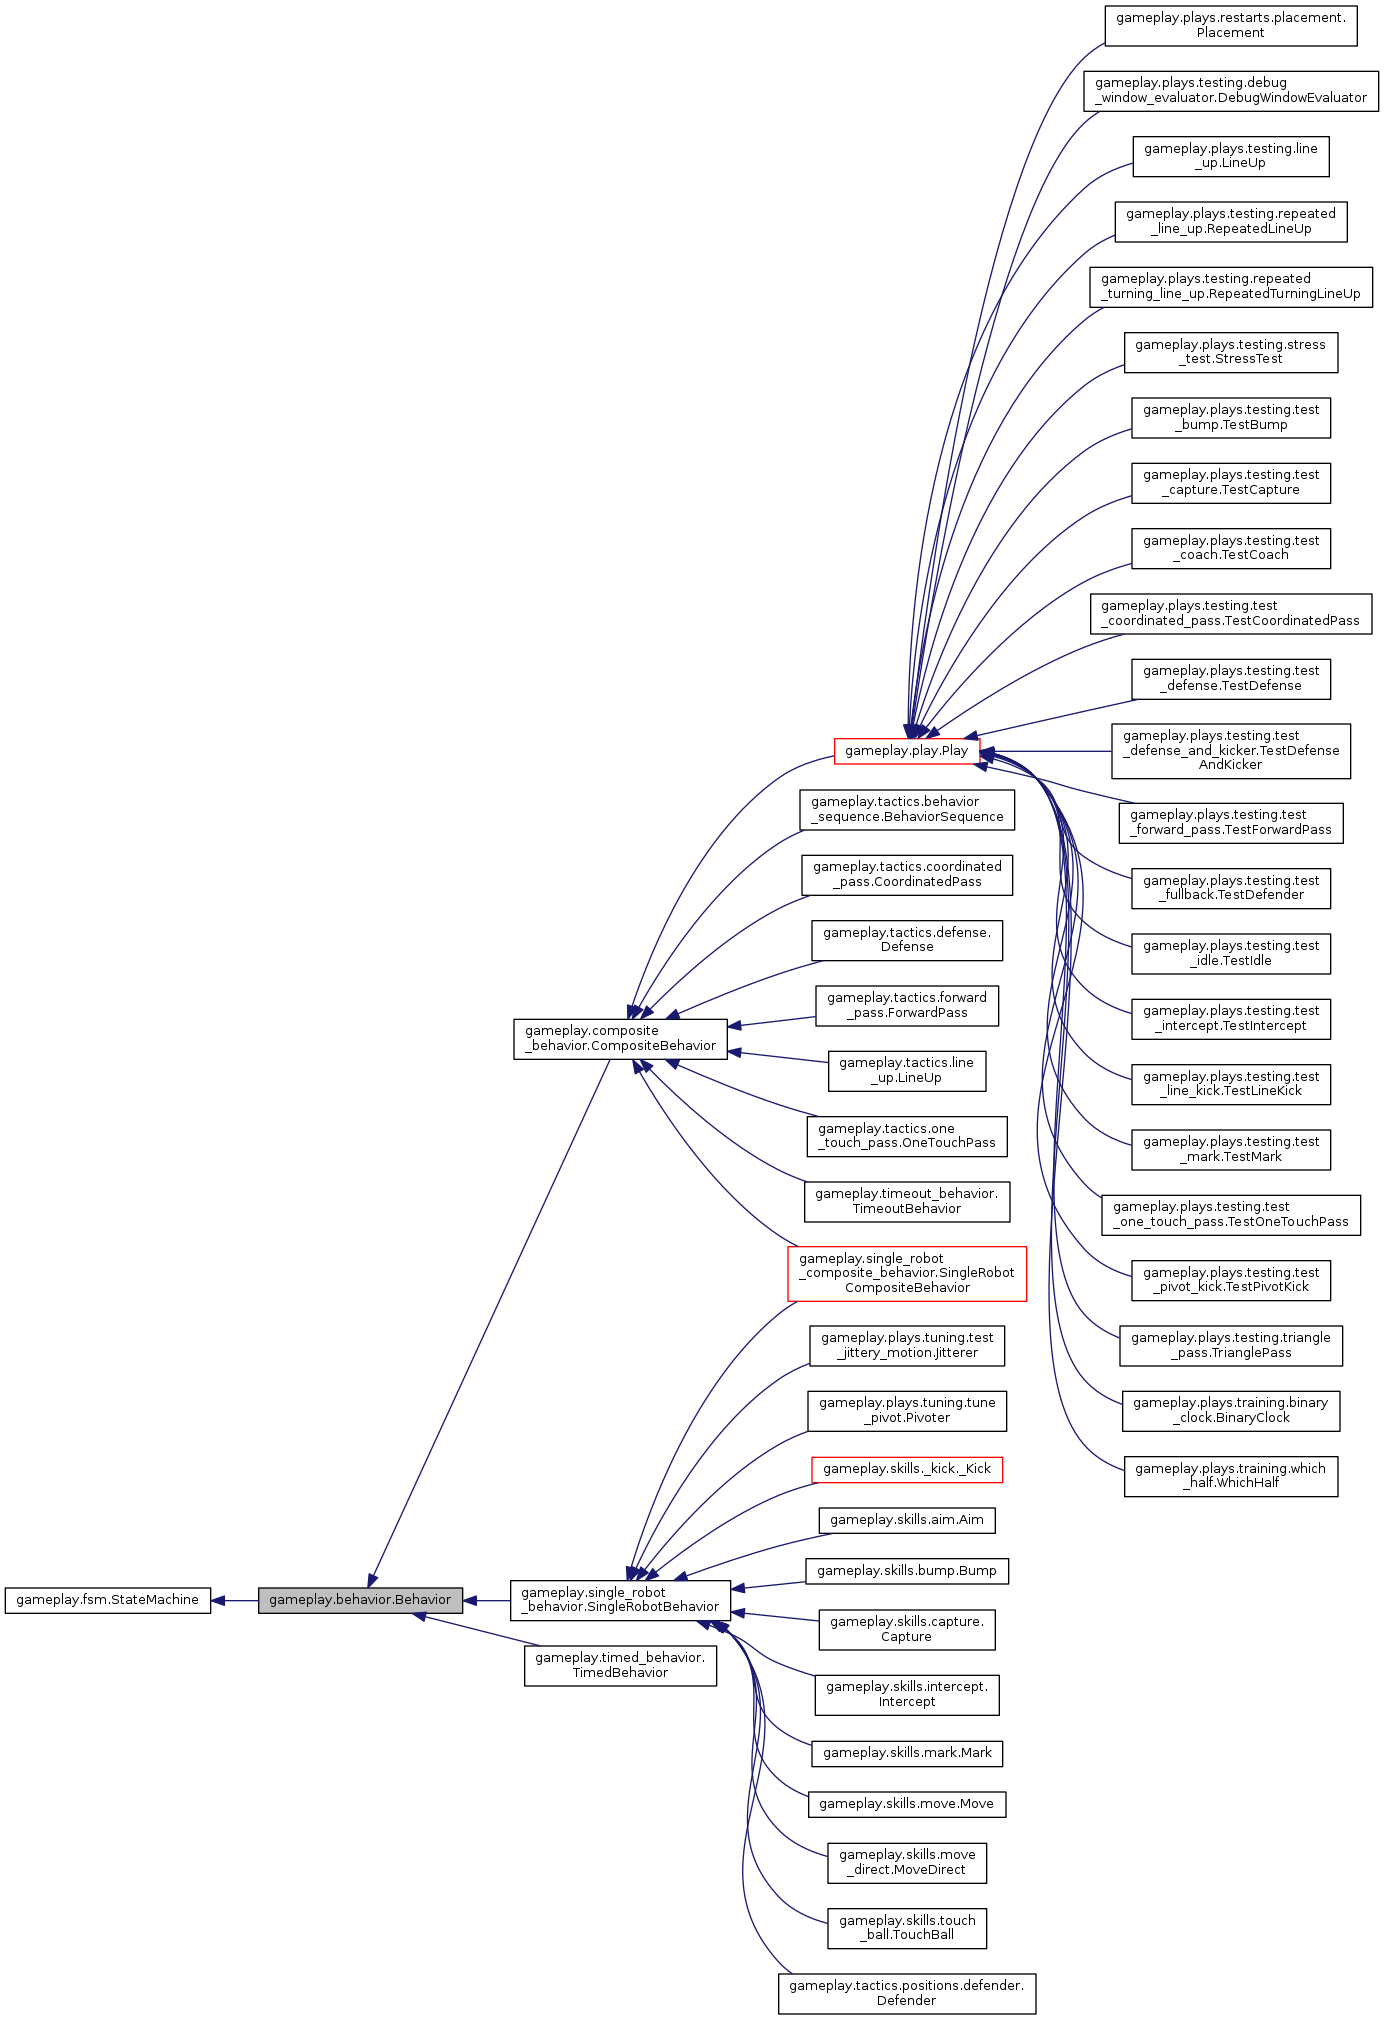 gameplay.plays.restarts.placement.
Placement
gameplay.plays.testing.debug
_window_evaluator.DebugWindowEvaluator
gameplay.plays.testing.line
_up.LineUp
gameplay.plays.testing.repeated
_line_up.RepeatedLineUp
gameplay.plays.testing.repeated
_turning_line_up.RepeatedTurningLineUp
gameplay.plays.testing.stress
_test.StressTest
gameplay.plays.testing.test
_bump.TestBump
gameplay.plays.testing.test
_capture.TestCapture
gameplay.plays.testing.test
_coach.TestCoach
gameplay.plays.testing.test
_coordinated_pass.TestCoordinatedPass
gameplay.plays.testing.test
_defense.TestDefense
gameplay.plays.testing.test
_defense_and_kicker.TestDefense
AndKicker
gameplay.plays.testing.test
_forward_pass.TestForwardPass
gameplay.plays.testing.test
_fullback.TestDefender
gameplay.plays.testing.test
_idle.TestIdle
gameplay.plays.testing.test
_intercept.TestIntercept
gameplay.plays.testing.test
_line_kick.TestLineKick
gameplay.plays.testing.test
_mark.TestMark
gameplay.plays.testing.test
_one_touch_pass.TestOneTouchPass
gameplay.plays.testing.test
_pivot_kick.TestPivotKick
gameplay.plays.testing.triangle
_pass.TrianglePass
gameplay.plays.training.binary
_clock.BinaryClock
gameplay.plays.training.which
_half.WhichHalf
gameplay.play.Play
gameplay.tactics.behavior
_sequence.BehaviorSequence
gameplay.tactics.coordinated
_pass.CoordinatedPass
gameplay.tactics.defense.
Defense
gameplay.tactics.forward
_pass.ForwardPass
gameplay.tactics.line
_up.LineUp
gameplay.tactics.one
_touch_pass.OneTouchPass
gameplay.timeout_behavior.
TimeoutBehavior
gameplay.single_robot
_composite_behavior.SingleRobot
CompositeBehavior
gameplay.plays.tuning.test
_jittery_motion.Jitterer
gameplay.plays.tuning.tune
_pivot.Pivoter
gameplay.skills._kick._Kick
gameplay.skills.aim.Aim
gameplay.skills.bump.Bump
gameplay.skills.capture.
Capture
gameplay.skills.intercept.
Intercept
gameplay.skills.mark.Mark
gameplay.skills.move.Move
gameplay.skills.move
_direct.MoveDirect
gameplay.skills.touch
_ball.TouchBall
gameplay.tactics.positions.defender.
Defender
gameplay.composite
_behavior.CompositeBehavior
gameplay.single_robot
_behavior.SingleRobotBehavior
gameplay.timed_behavior.
TimedBehavior
gameplay.behavior.Behavior
gameplay.fsm.StateMachine